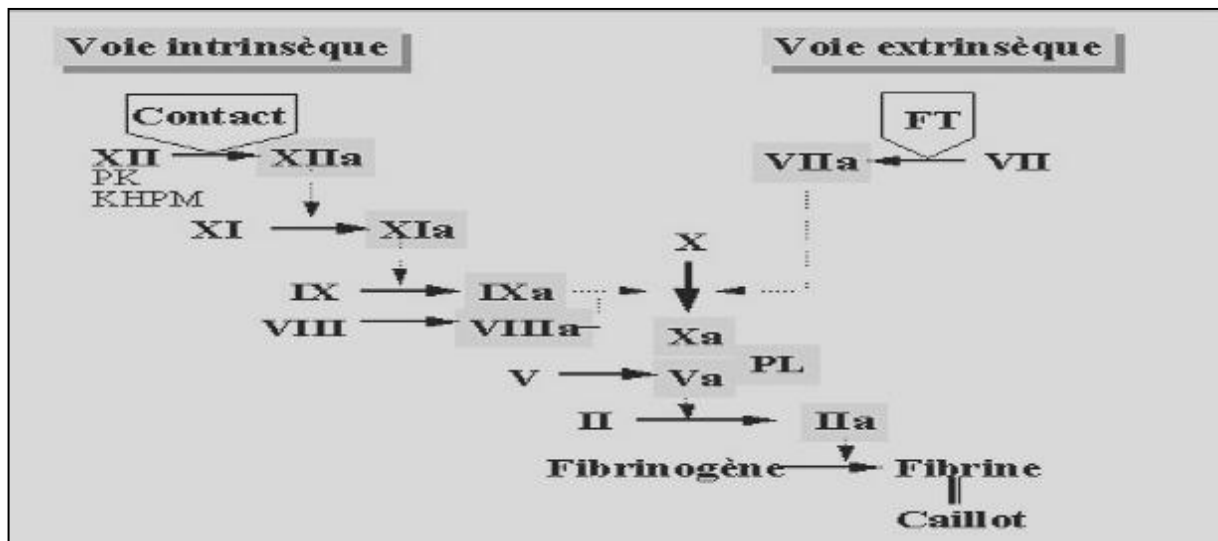 Voie intrinsèque Voie extrinsèque
Contact FT
XII XIIa VIIa VII
PK
KHPM
XI XIa X
IX IXa
VIII VIIIa Xa
PL
V Va
II IIa
Fibrinogène Fibrine
Caillot